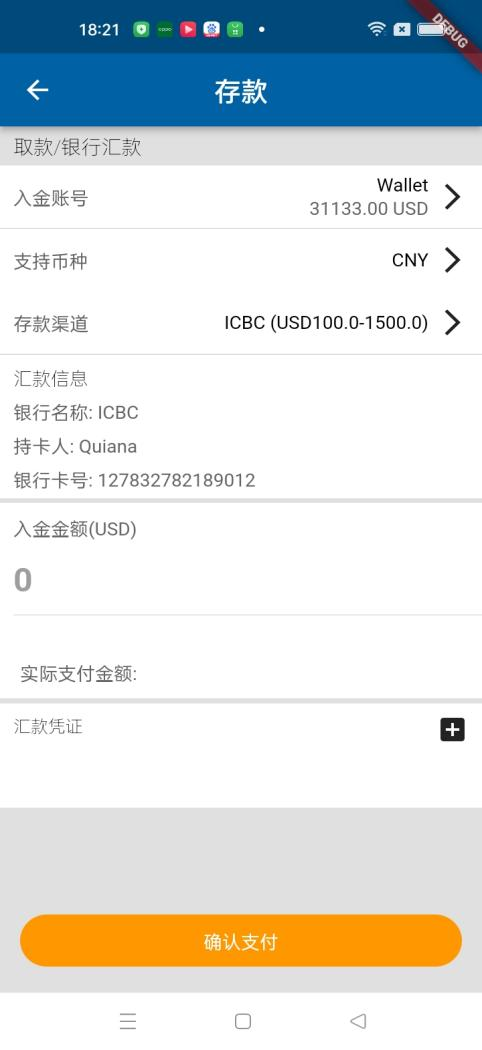 18:21
DEBUG
存款
取款/银行汇款
入金账号
Wallet
31133.00 USD
支持币种
CNY
存款渠道
ICBC (USD100.0-1500.0)
汇款信息
银行名称: ICBC
持卡人: Quiana
银行卡号: 127832782189012
入金金额(USD)
0
实际支付金额:
汇款凭证
确认支付